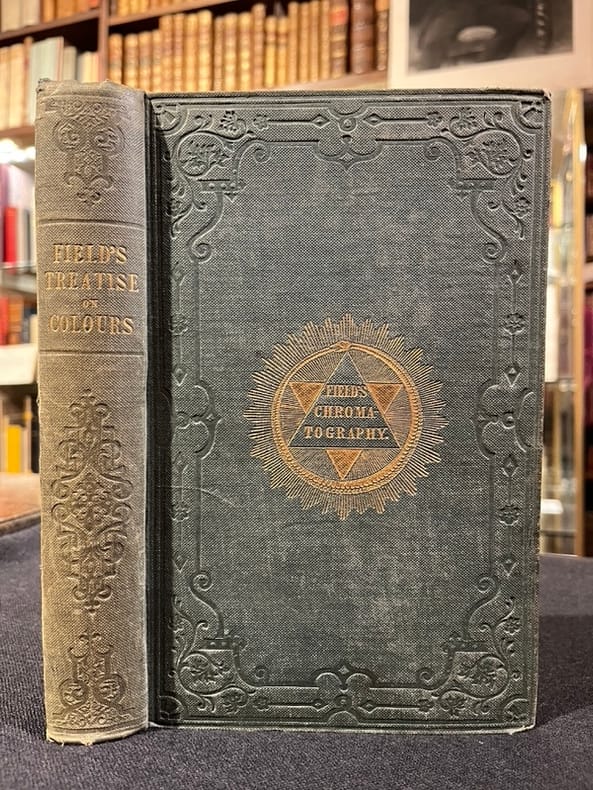 FIELD'S
TREATISE
ON
COLOURS
FIELD'S
CHROMA-
TOGRAPHY.